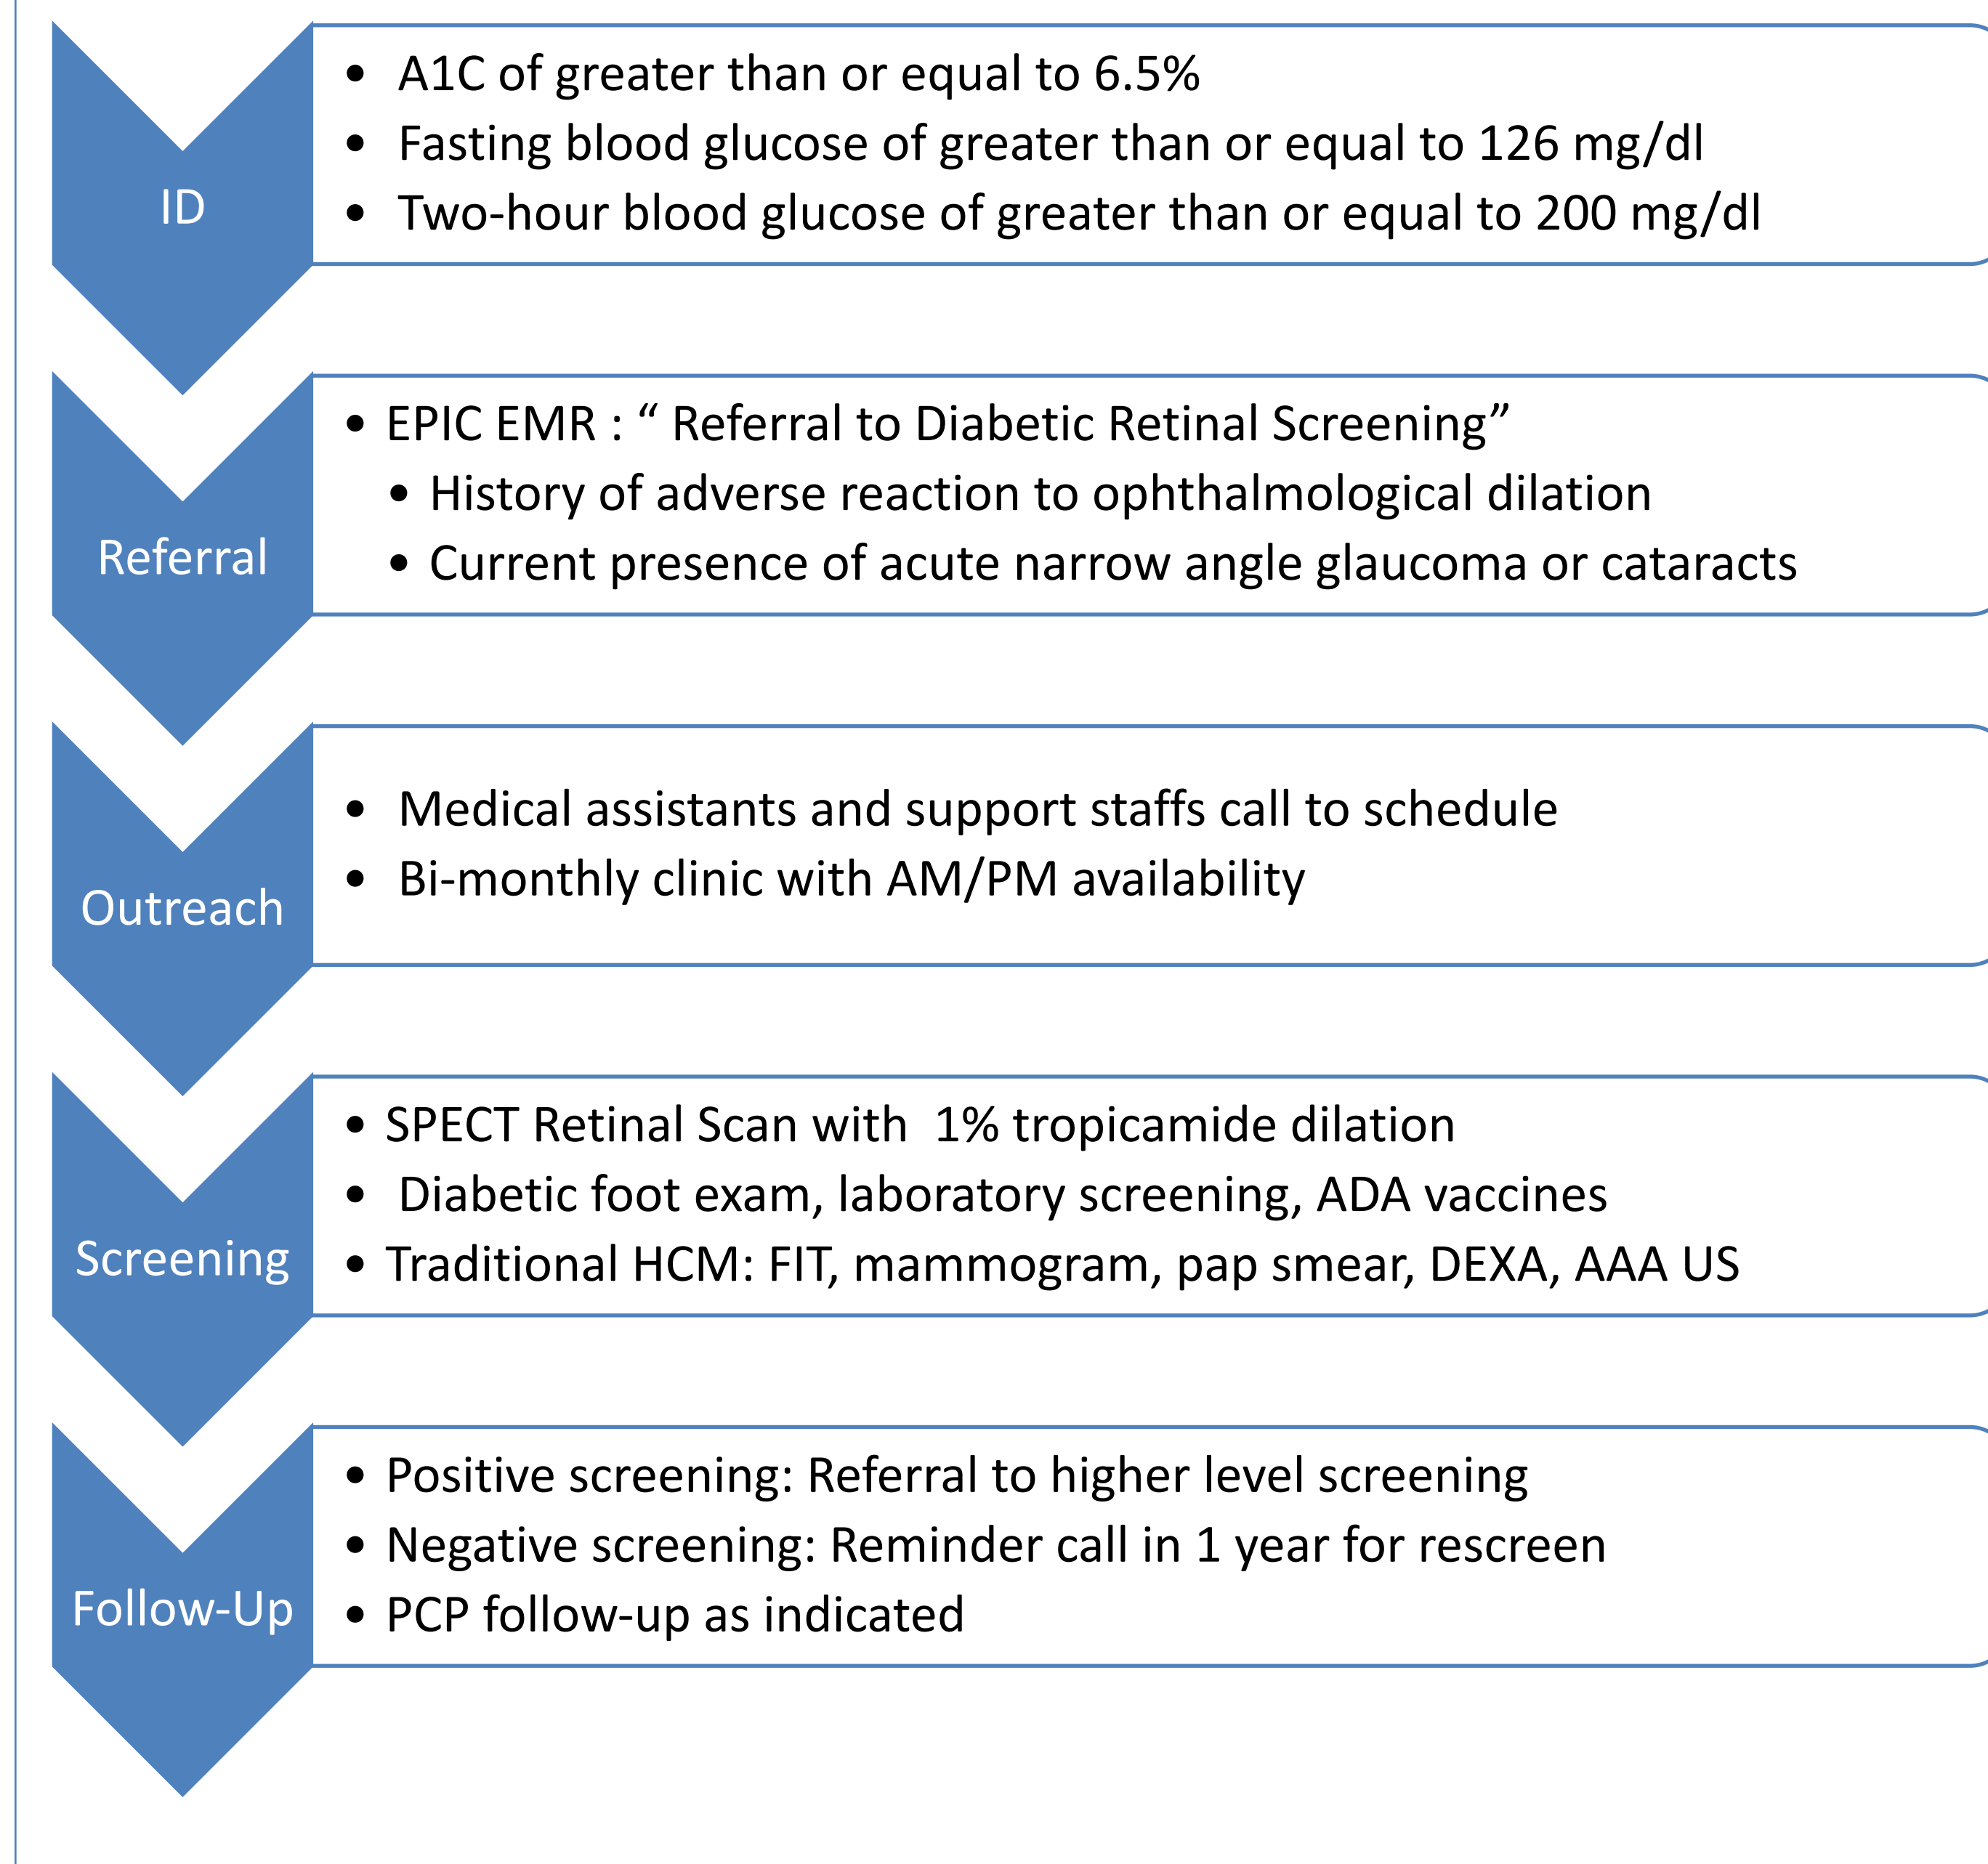 ID
• A1C of greater than or equal to 6.5%
• Fasting blood glucose of greater than or equal to 126 mg/dl
• Two-hour blood glucose of greater than or equal to 200 mg/dl
Referral
• EPIC EMR : “ Referral to Diabetic Retinal Screening”
• History of adverse reaction to ophthalmological dilation
• Current presence of acute narrow angle glaucoma or cataracts
Outreach
• Medical assistants and support staffs call to schedule
• Bi-monthly clinic with AM/PM availability
Screening
• SPECT Retinal Scan with 1% tropicamide dilation
• Diabetic foot exam, laboratory screening, ADA vaccines
• Traditional HCM: FIT, mammogram, pap smear, DEXA, AAA US
Follow-Up
• Positive screening: Referral to higher level screening
• Negative screening: Reminder call in 1 year for rescreen
• PCP follow-up as indicated